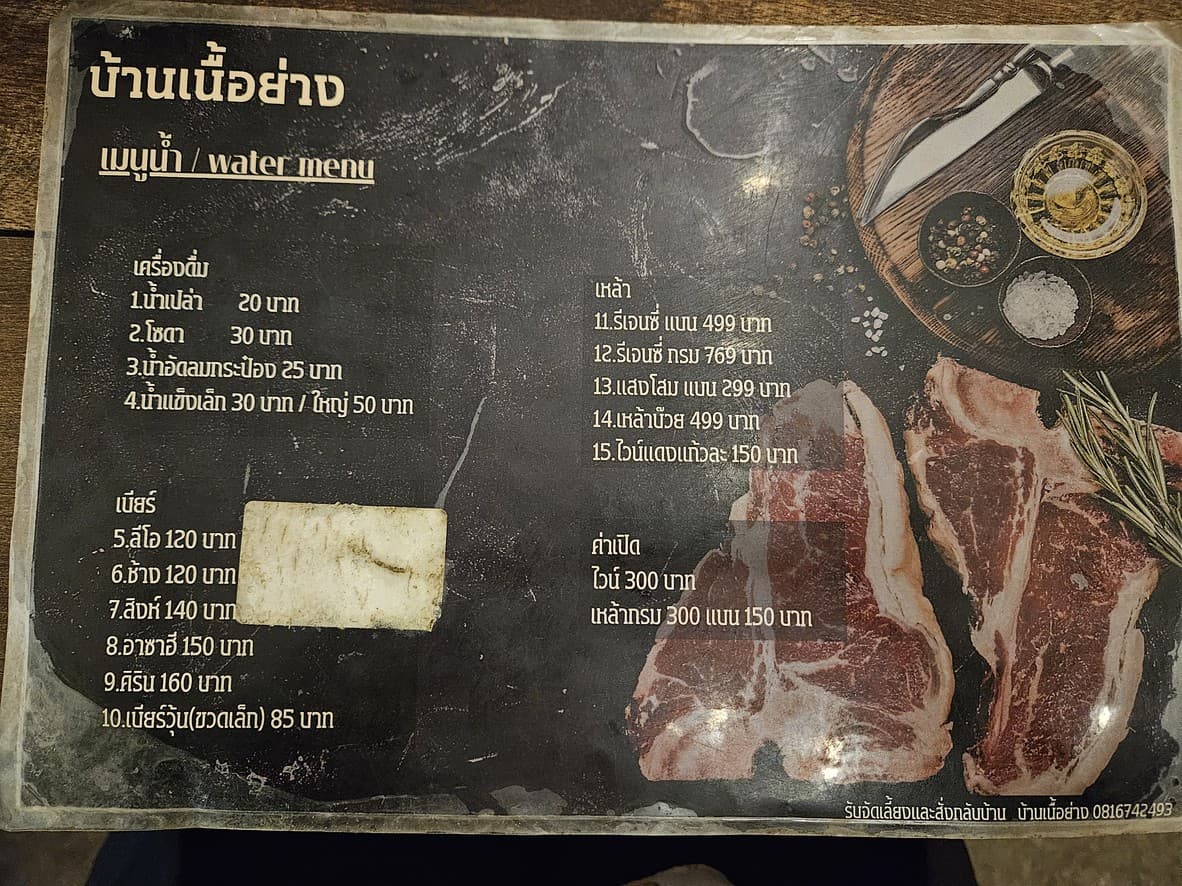 บ้านเนื้อย่าง
เมนูน้ำ / water menu
เครื่องดื่ม
1.น้ำเปล่า 20 บาท
2.โซดา 30 บาท
3.น้ำอัดลมกระป๋อง 25 บาท
4.น้ำแข็งเล็ก 30 บาท / ใหญ่ 50 บาท
เบียร์
5.ลีโอ 120 บาท
6.ช้าง 120 บาท
7.สิงห์ 140 บาท
8.อาซาฮี 150 บาท
9.คิริน 160 บาท
10.เบียร์วุ้น(ขวดเล็ก) 85 บาท
เหล้า
11.รีเจนซี่ แบน 499 บาท
12.รีเจนซี่ กรม 769 บาท
13.แสงโสม แบน 299 บาท
14.เหล้าบ๊วย 499 บาท
15.ไวน์แดงแก้วละ 150 บาท
ค่าเปิด
ไวน์ 300 บาท
เหล้ากรม 300 แบน 150 บาท
รับจัดเลี้ยงและสั่งกลับบ้าน บ้านเนื้อย่าง 0816742493